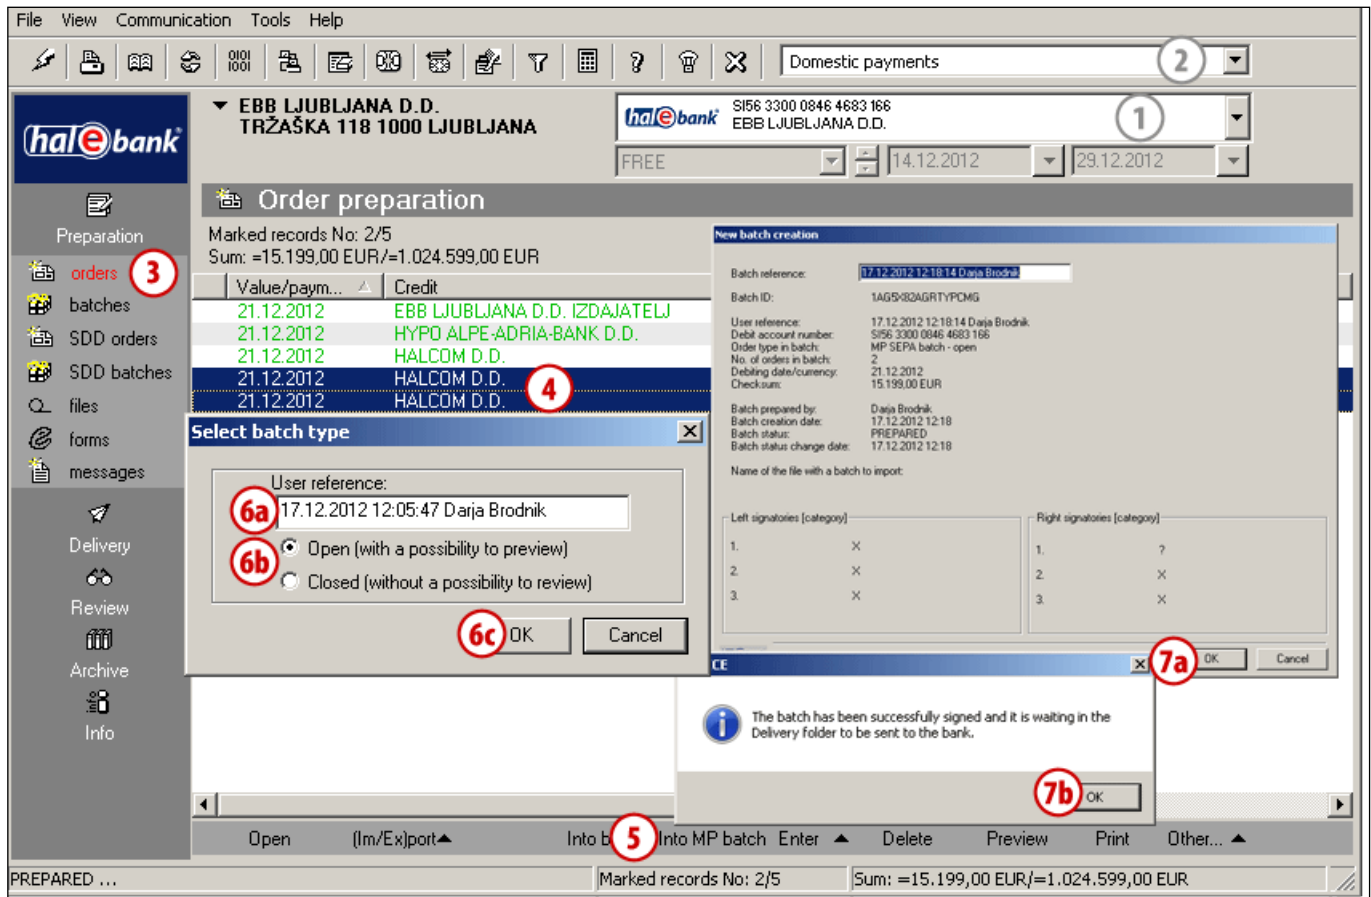 File View Communication Tools Help
Domestic payments
2
hal@bank
EBB LJUBLJANA D.D.
TRŽAŠKA 118 1000 LJUBLJANA
hal@bank
SI56 3300 0846 4683 166
EBB LJUBLJANA D.D.
1
FREE 14.12.2012 29.12.2012
Order preparation
Marked records No: 2/5
Sum: =15.199,00 EUR/=1.024.599,00 EUR
Value/paym... Credit
21.12.2012 EBB LJUBLJANA D.D. IZDAJATELJ
21.12.2012 HYPO ALPE-ADRIA-BANK D.D.
21.12.2012 HALCOM D.D.
21.12.2012 HALCOM D.D.
21.12.2012 HALCOM D.D.
4
Preparation
orders
3
batches
SDD orders
SDD batches
files
forms
messages
Delivery
Review
Archive
Info
Select batch type
User reference:
6a
17.12.2012 12:05:47 Darja Brodnik
6b
Open (with a possibility to preview)
Closed (without a possibility to review)
6c
OK Cancel
New batch creation
Batch reference: 17.12.2012 12:18:14 Darja Brodnik
Batch ID: 1AG5X82AGRTYPCMG
User reference: 17.12.2012 12:18:14 Darja Brodnik
Debit account number: SI56 3300 0846 4683 166
Order type in batch: MP SEPA batch - open
No. of orders in batch: 2
Debiting date/currency: 21.12.2012
Checksum: 15.199,00 EUR
Batch prepared by: Darja Brodnik
Batch creation date: 17.12.2012 12:18
Batch status: PREPARED
Batch status change date: 17.12.2012 12:18
Name of the file with a batch to import:
Left signatories [category] Right signatories [category]
1. X 1. ?
2. X 2. X
3. X 3. X
7a
OK Cancel
CE
The batch has been successfully signed and it is waiting in the
Delivery folder to be sent to the bank.
7b
OK
Open (Im/Ex)port Into b 5 Into MP batch Enter Delete Preview Print Other...
PREPARED ... Marked records No: 2/5 Sum: =15.199,00 EUR/=1.024.599,00 EUR